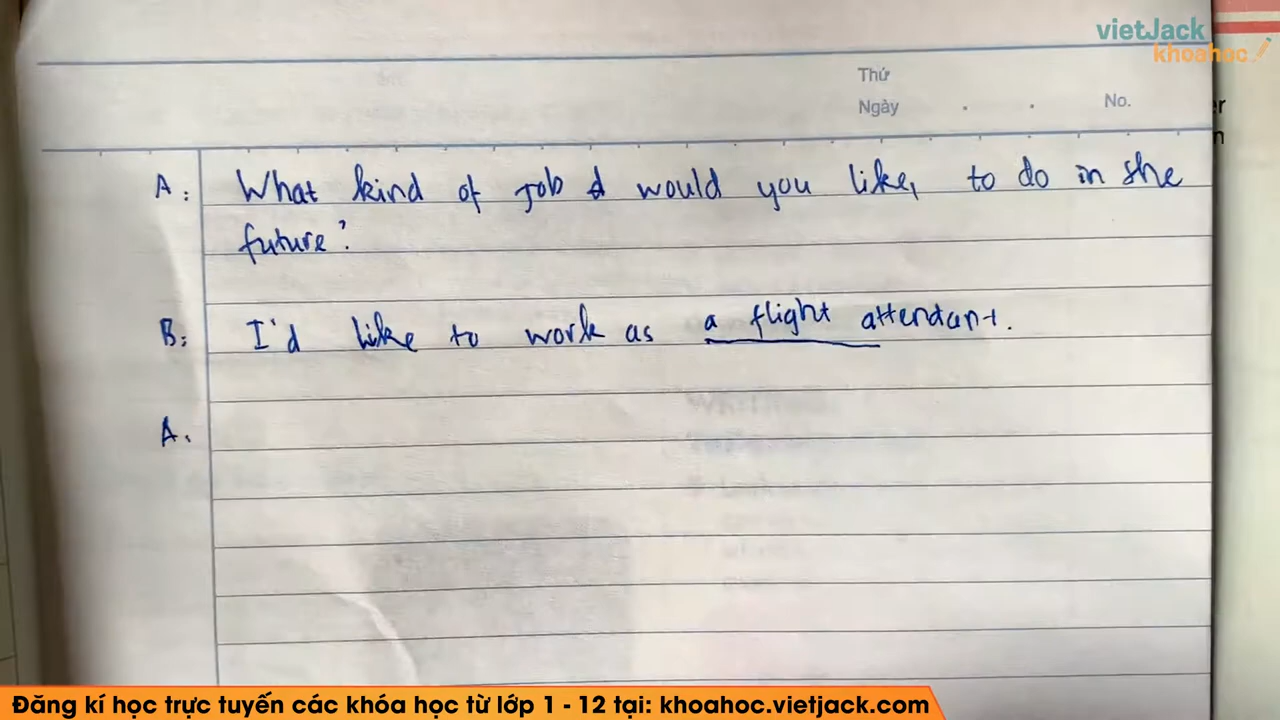 vietJack
khoahoc
Thứ
Ngày . . No.
A: What kind of Job would you like, to do in the
future?
B: I'd like to work as a flight attendant.
A.
Đăng kí học trực tuyến các khóa học từ lớp 1 - 12 tại: khoahoc.vietjack.com